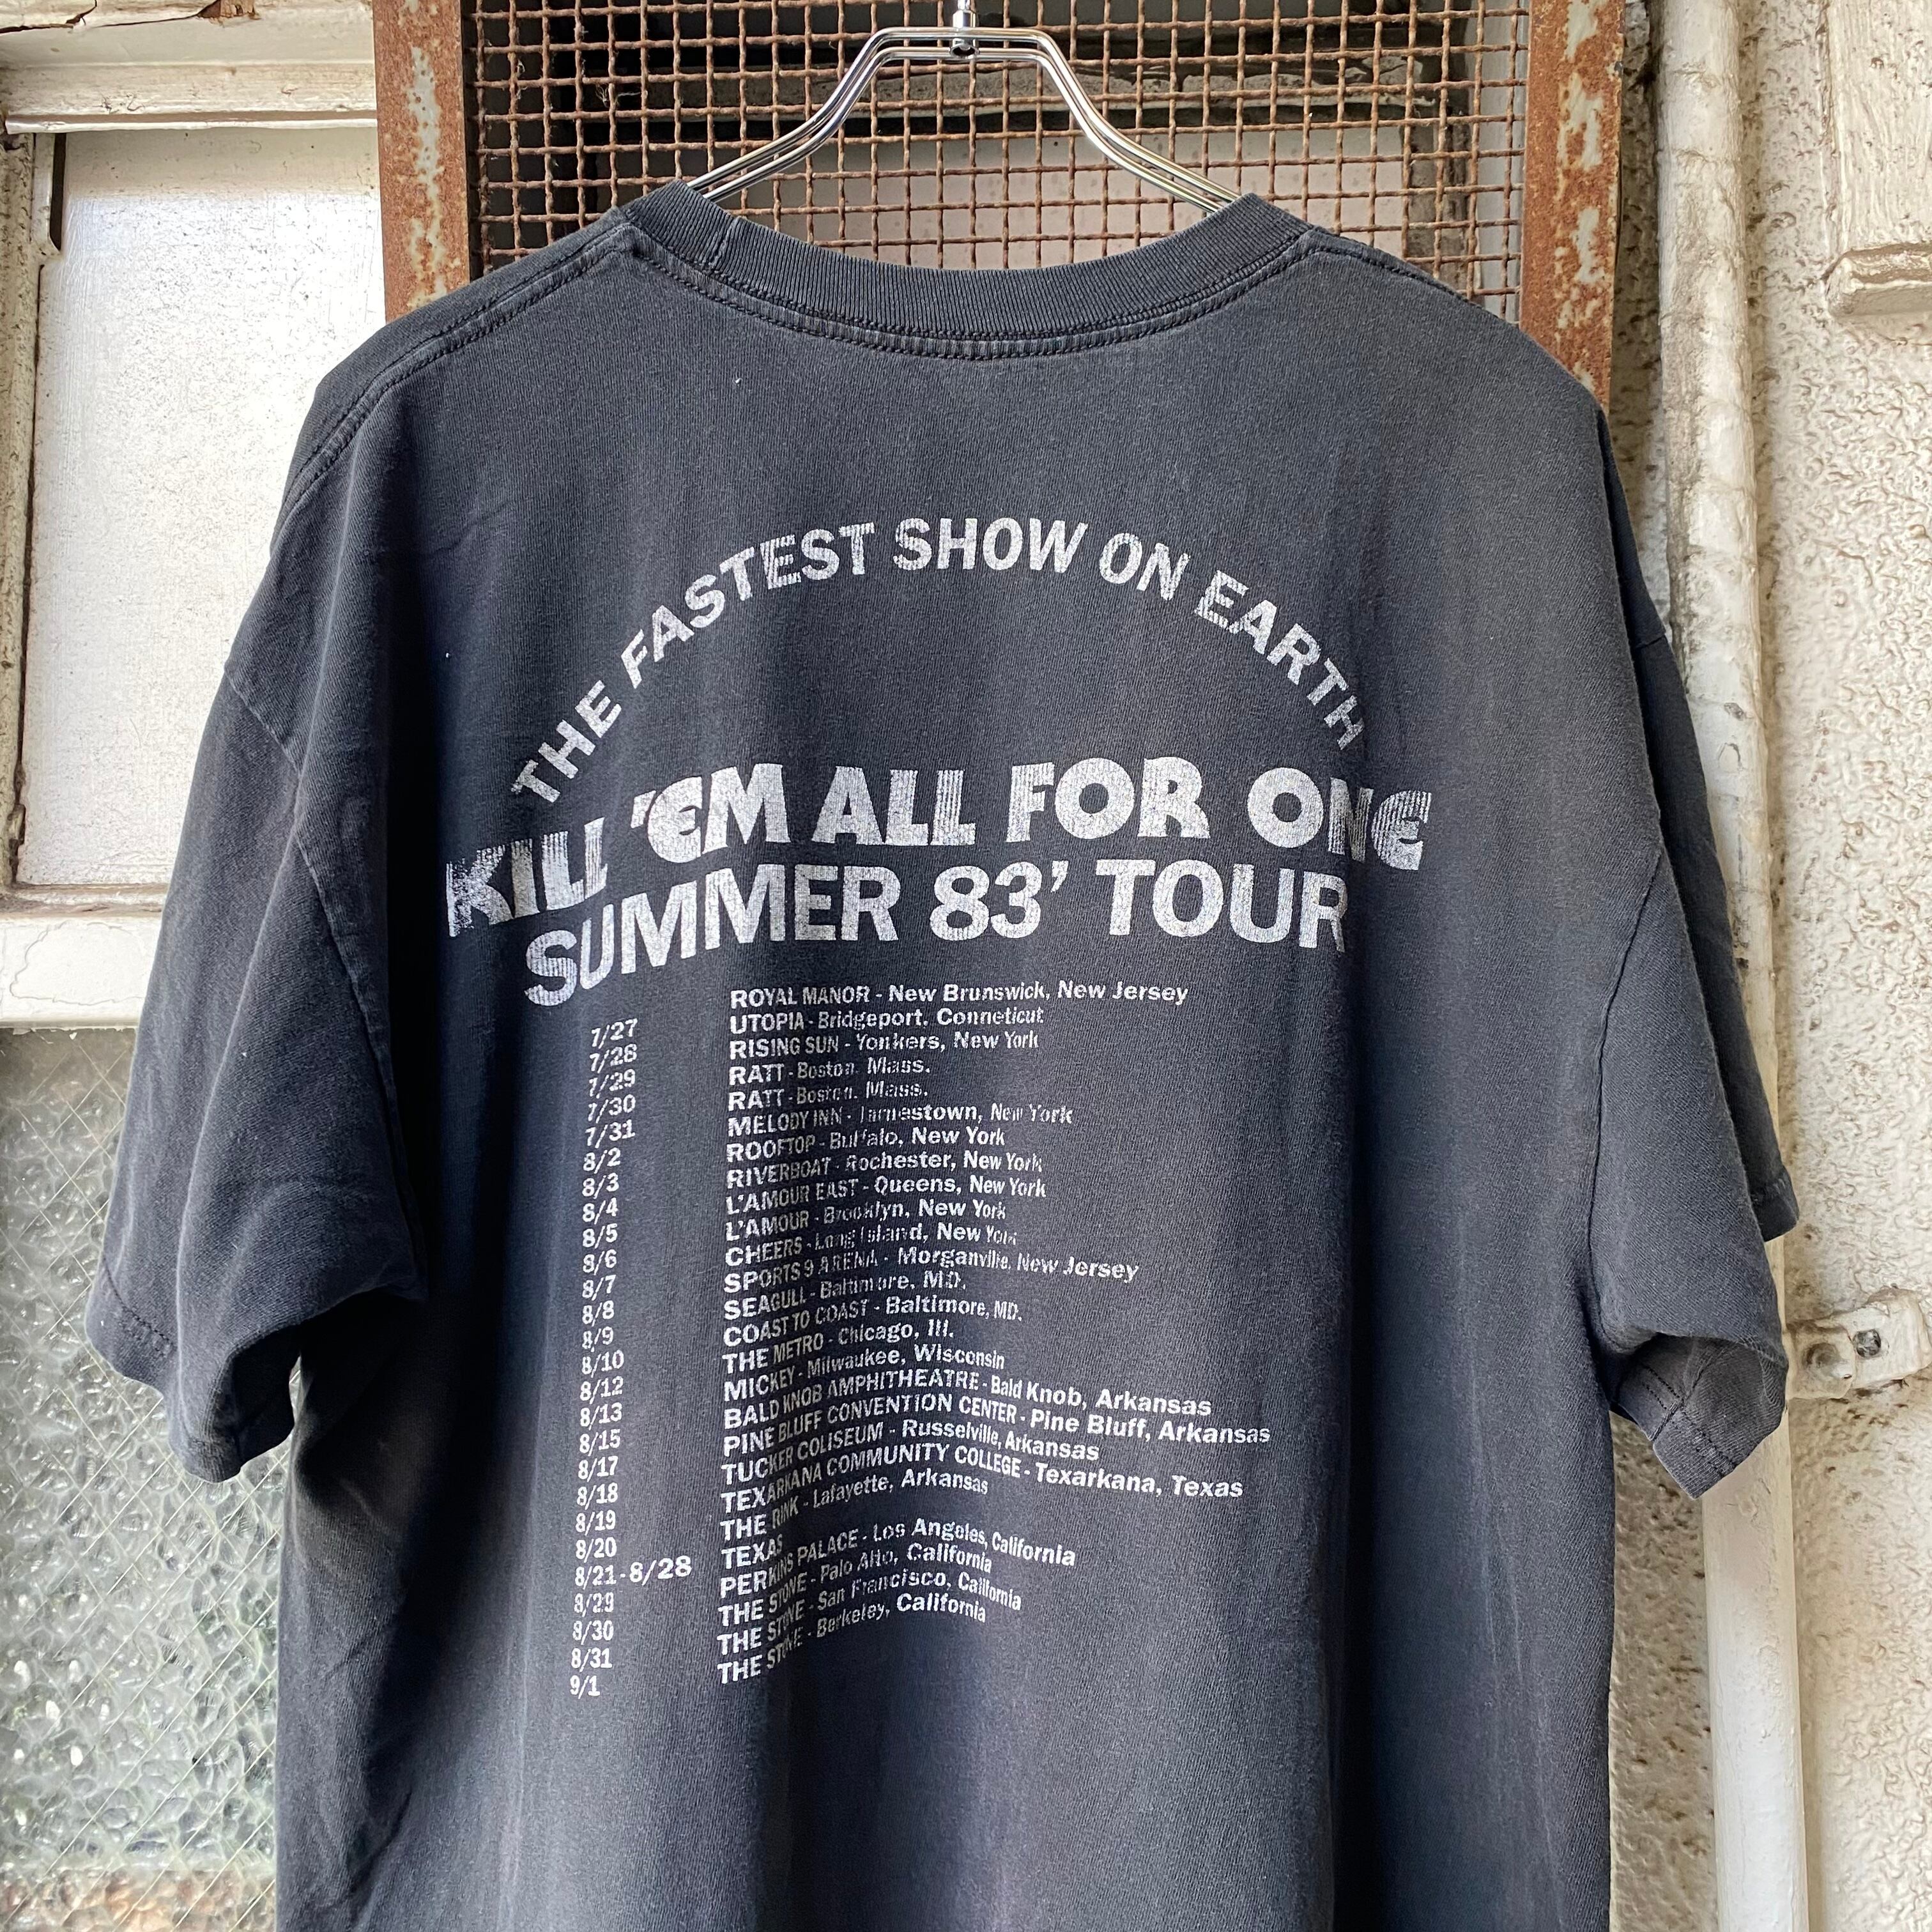 THE FASTEST SHOW ON EARTH
KILL 'EM ALL FOR ONE
SUMMER 83' TOUR
7/27 ROYAL MANOR - New Brunswick, New Jersey
7/28 UTOPIA - Bridgeport, Conneticut
7/29 RISING SUN - Yonkers, New York
7/30 RATT - Boston, Mass.
7/31 RATT - Boston, Mass.
8/2 MELODY INN - Jamestown, New York
8/3 ROOFTOP - Buffalo, New York
8/4 RIVERBOAT - Rochester, New York
8/5 L'AMOUR EAST - Queens, New York
8/6 L'AMOUR - Brooklyn, New York
8/7 CHEERS - Long Island, New York
8/8 SPORTS 9 ARENA - Morganville, New Jersey
8/9 SEAGULL - Baltimore, MD.
8/10 COAST TO COAST - Baltimore, MD.
8/12 THE METRO - Chicago, Ill.
8/13 MICKEY - Milwaukee, Wisconsin
8/15 BALD KNOB AMPHITHEATRE - Bald Knob, Arkansas
8/17 PINE BLUFF CONVENTION CENTER - Pine Bluff, Arkansas
8/18 TUCKER COLISEUM - Russelville, Arkansas
8/19 TEXARKANA COMMUNITY COLLEGE - Texarkana, Texas
8/20 THE RINK - Lafayette, Arkansas
8/21 - 8/28 TEXAS
8/29 PERKINS PALACE - Los Angeles, California
8/30 THE STONE - Palo Alto, California
8/31 THE STONE - San Francisco, California
9/1 THE STONE - Berkeley, California